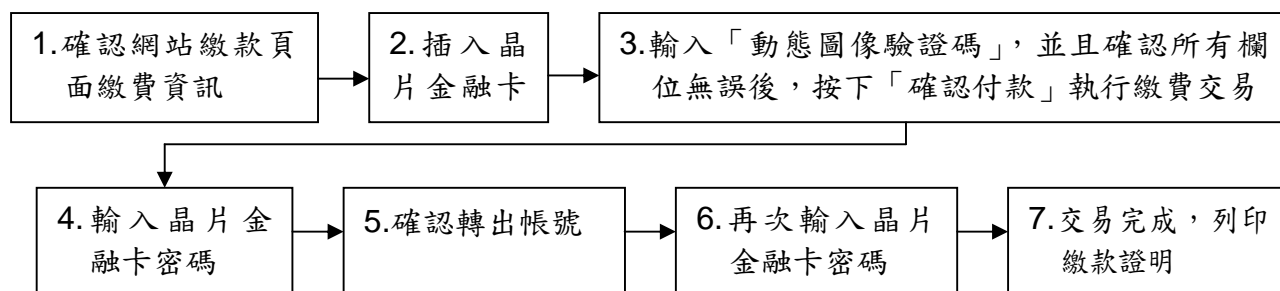 1.確認網站繳款頁
面繳費資訊
2.插入晶
片金融卡
3.輸入「動態圖像驗證碼」，並且確認所有欄
位無誤後，按下「確認付款」執行繳費交易
4.輸入晶片金
融卡密碼
5.確認轉出帳號
6.再次輸入晶片
金融卡密碼
7.交易完成，列印
繳款證明